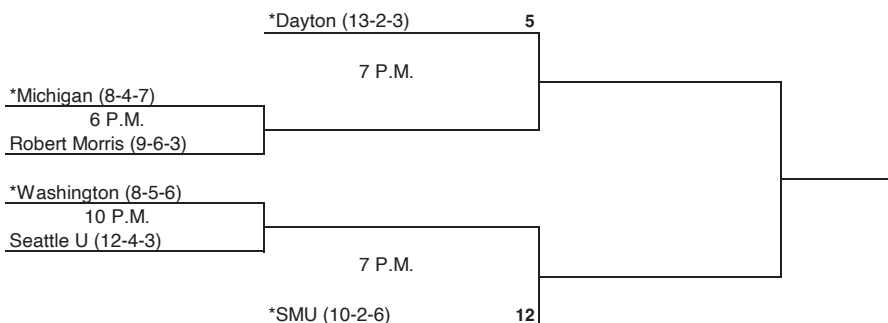 *Dayton (13-2-3) 5
7 P.M.
*Michigan (8-4-7)
6 P.M.
Robert Morris (9-6-3)
*Washington (8-5-6)
10 P.M.
Seattle U (12-4-3)
7 P.M.
*SMU (10-2-6) 12